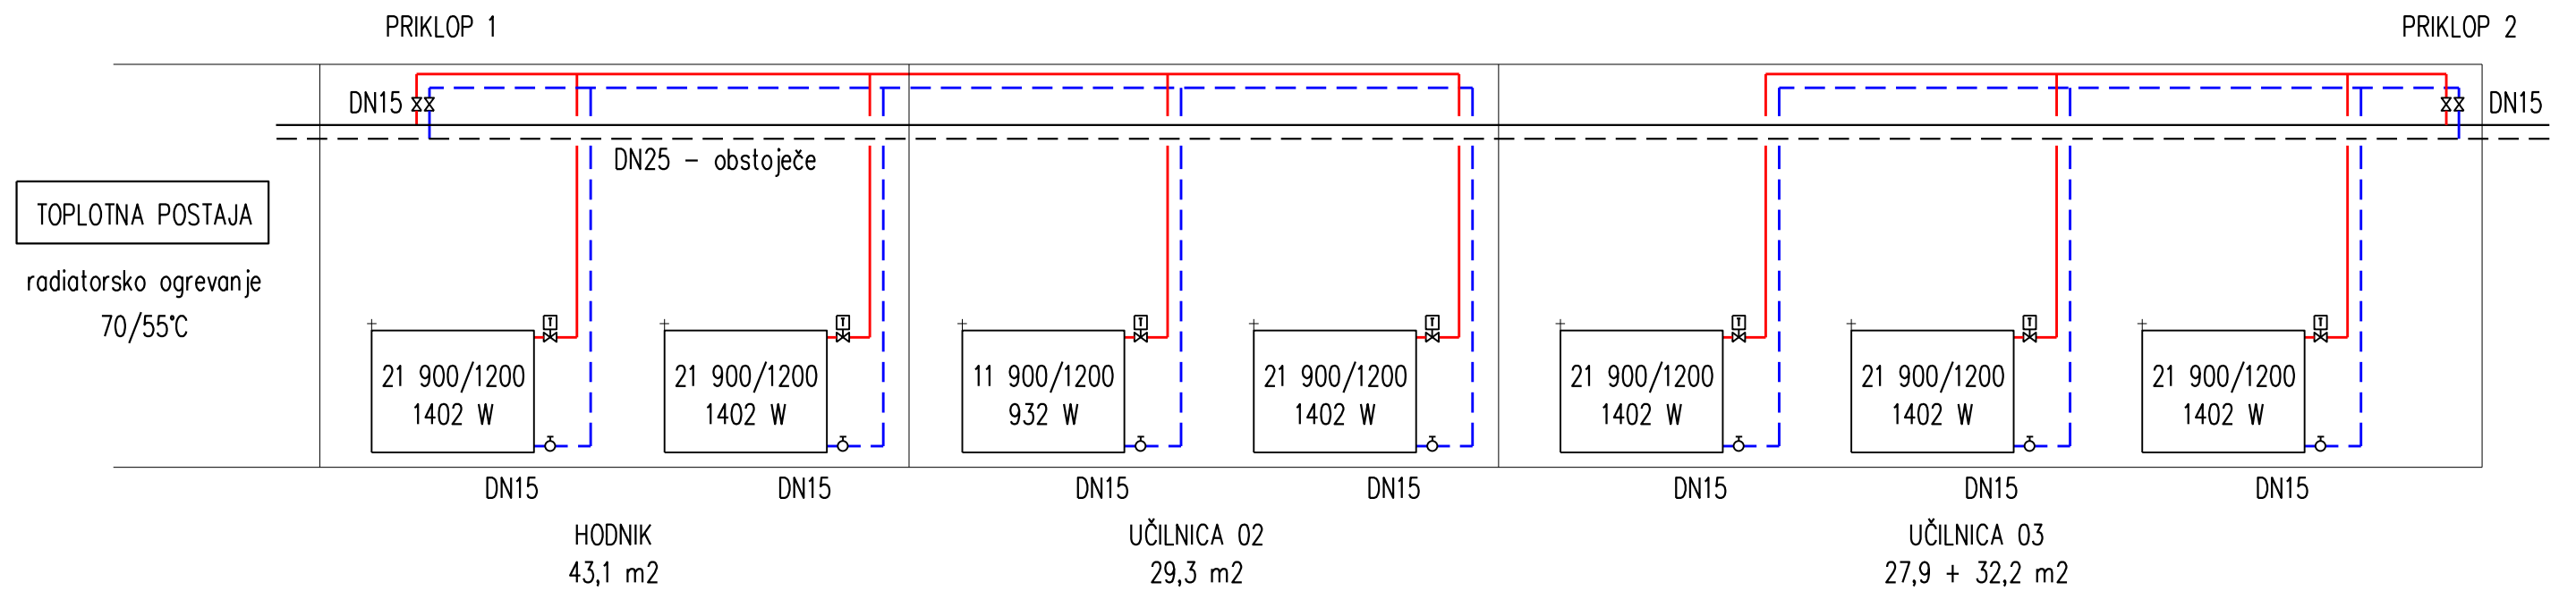 PRIKLOP 1
PRIKLOP 2
DN15
DN15
DN25 - obstoječe
TOPLOTNA POSTAJA
radiatorsko ogrevanje
70/55°C
21 900/1200
1402 W
21 900/1200
1402 W
11 900/1200
932 W
21 900/1200
1402 W
21 900/1200
1402 W
21 900/1200
1402 W
21 900/1200
1402 W
DN15
DN15
DN15
DN15
DN15
DN15
DN15
HODNIK
43,1 m2
UČILNICA 02
29,3 m2
UČILNICA 03
27,9 + 32,2 m2